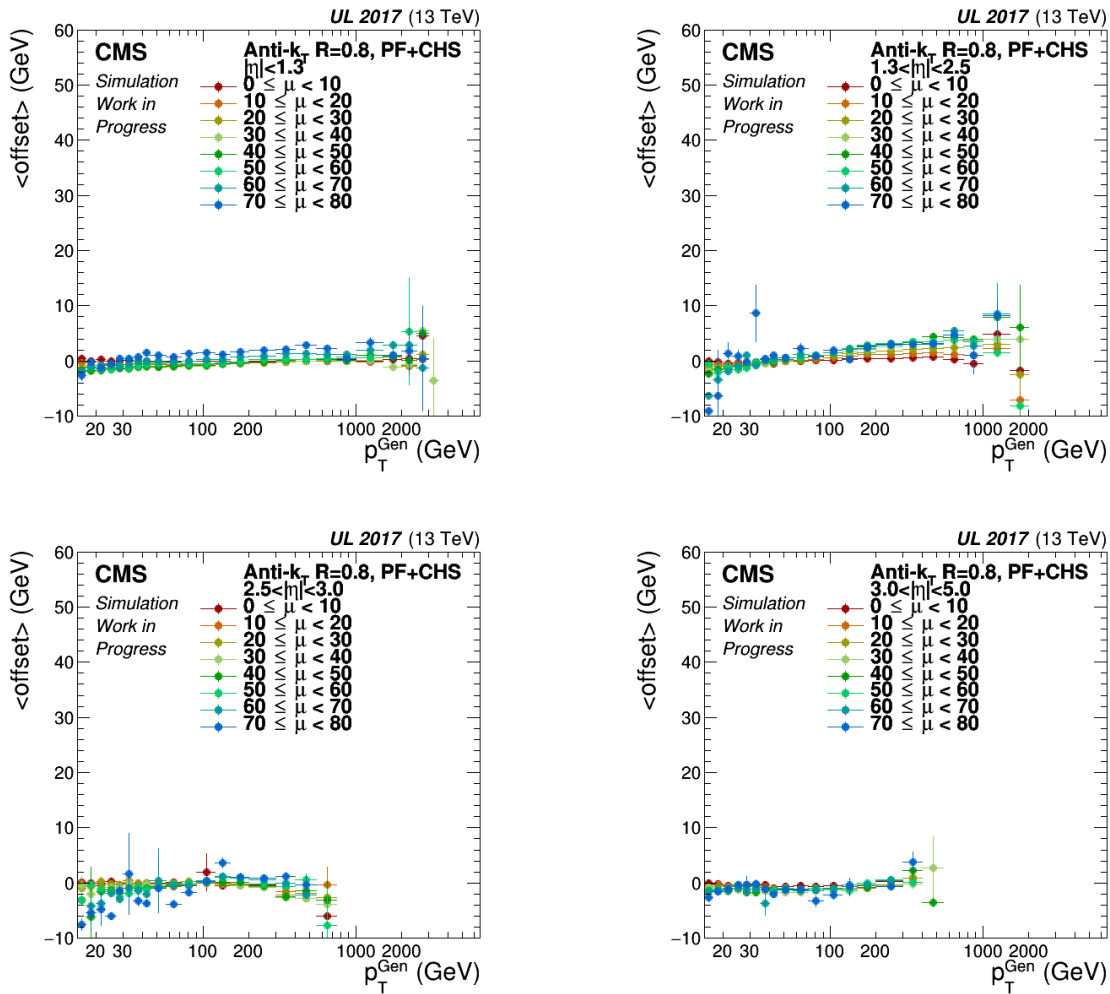 UL 2017 (13 TeV)
<offset> (GeV)
CMS
Simulation
Work in
Progress
Anti-k_T R=0.8, PF+CHS
|η|<1.3
0 ≤ μ < 10
10 ≤ μ < 20
20 ≤ μ < 30
30 ≤ μ < 40
40 ≤ μ < 50
50 ≤ μ < 60
60 ≤ μ < 70
70 ≤ μ < 80
60
50
40
30
20
10
0
−10
20 30 100 200 1000 2000
p_T^Gen (GeV)
UL 2017 (13 TeV)
<offset> (GeV)
CMS
Simulation
Work in
Progress
Anti-k_T R=0.8, PF+CHS
1.3<|η|<2.5
0 ≤ μ < 10
10 ≤ μ < 20
20 ≤ μ < 30
30 ≤ μ < 40
40 ≤ μ < 50
50 ≤ μ < 60
60 ≤ μ < 70
70 ≤ μ < 80
60
50
40
30
20
10
0
−10
20 30 100 200 1000 2000
p_T^Gen (GeV)
UL 2017 (13 TeV)
<offset> (GeV)
CMS
Simulation
Work in
Progress
Anti-k_T R=0.8, PF+CHS
2.5<|η|<3.0
0 ≤ μ < 10
10 ≤ μ < 20
20 ≤ μ < 30
30 ≤ μ < 40
40 ≤ μ < 50
50 ≤ μ < 60
60 ≤ μ < 70
70 ≤ μ < 80
60
50
40
30
20
10
0
−10
20 30 100 200 1000 2000
p_T^Gen (GeV)
UL 2017 (13 TeV)
<offset> (GeV)
CMS
Simulation
Work in
Progress
Anti-k_T R=0.8, PF+CHS
3.0<|η|<5.0
0 ≤ μ < 10
10 ≤ μ < 20
20 ≤ μ < 30
30 ≤ μ < 40
40 ≤ μ < 50
50 ≤ μ < 60
60 ≤ μ < 70
70 ≤ μ < 80
60
50
40
30
20
10
0
−10
20 30 100 200 1000 2000
p_T^Gen (GeV)